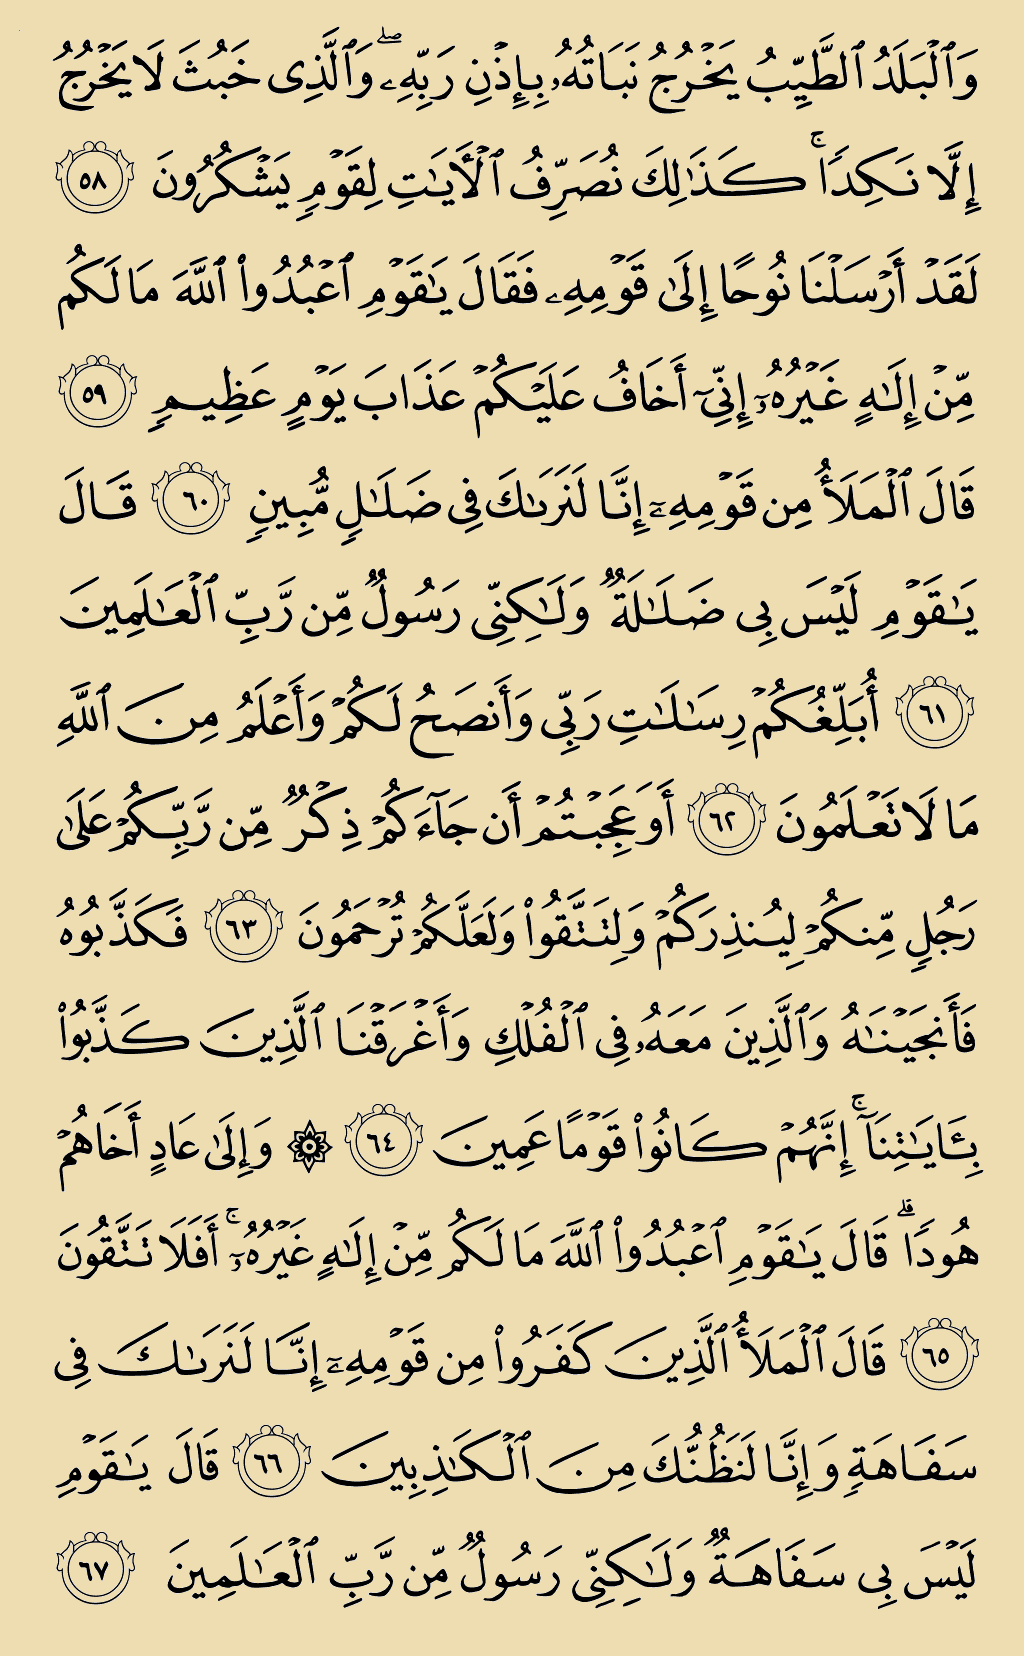 وَٱلۡبَلَدُ ٱلطَّيِّبُ يَخۡرُجُ نَبَاتُهُۥ بِإِذۡنِ رَبِّهِۦۖ وَٱلَّذِى خَبُثَ لَا يَخۡرُجُ
إِلَّا نَكِدٗاۚ كَذَٰلِكَ نُصَرِّفُ ٱلۡأٓيَٰتِ لِقَوۡمٖ يَشۡكُرُونَ ٥٨
لَقَدۡ أَرۡسَلۡنَا نُوحًا إِلَىٰ قَوۡمِهِۦ فَقَالَ يَٰقَوۡمِ ٱعۡبُدُواْ ٱللَّهَ مَا لَكُم
مِّنۡ إِلَٰهٍ غَيۡرُهُۥٓ إِنِّىٓ أَخَافُ عَلَيۡكُمۡ عَذَابَ يَوۡمٍ عَظِيمٖ ٥٩
قَالَ ٱلۡمَلَأُ مِن قَوۡمِهِۦٓ إِنَّا لَنَرَىٰكَ فِى ضَلَٰلٖ مُّبِينٖ ٦٠ قَالَ
يَٰقَوۡمِ لَيۡسَ بِى ضَلَٰلَةٞ وَلَٰكِنِّى رَسُولٞ مِّن رَّبِّ ٱلۡعَٰلَمِينَ
٦١ أُبَلِّغُكُمۡ رِسَٰلَٰتِ رَبِّى وَأَنصَحُ لَكُمۡ وَأَعۡلَمُ مِنَ ٱللَّهِ
مَا لَا تَعۡلَمُونَ ٦٢ أَوَعَجِبۡتُمۡ أَن جَآءَكُمۡ ذِكۡرٞ مِّن رَّبِّكُمۡ عَلَىٰ
رَجُلٖ مِّنكُمۡ لِيُنذِرَكُمۡ وَلِتَتَّقُواْ وَلَعَلَّكُمۡ تُرۡحَمُونَ ٦٣ فَكَذَّبُوهُ
فَأَنجَيۡنَٰهُ وَٱلَّذِينَ مَعَهُۥ فِى ٱلۡفُلۡكِ وَأَغۡرَقۡنَا ٱلَّذِينَ كَذَّبُواْ
بِـَٔايَٰتِنَآۚ إِنَّهُمۡ كَانُواْ قَوۡمًا عَمِينَ ٦٤ ۞ وَإِلَىٰ عَادٍ أَخَاهُمۡ
هُودٗاۗ قَالَ يَٰقَوۡمِ ٱعۡبُدُواْ ٱللَّهَ مَا لَكُم مِّنۡ إِلَٰهٍ غَيۡرُهُۥٓۚ أَفَلَا تَتَّقُونَ
٦٥ قَالَ ٱلۡمَلَأُ ٱلَّذِينَ كَفَرُواْ مِن قَوۡمِهِۦٓ إِنَّا لَنَرَىٰكَ فِى
سَفَاهَةٖ وَإِنَّا لَنَظُنُّكَ مِنَ ٱلۡكَٰذِبِينَ ٦٦ قَالَ يَٰقَوۡمِ
لَيۡسَ بِى سَفَاهَةٞ وَلَٰكِنِّى رَسُولٞ مِّن رَّبِّ ٱلۡعَٰلَمِينَ ٦٧